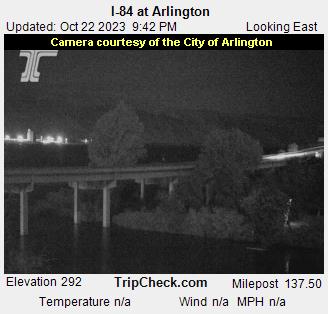 I-84 at Arlington
Updated: Oct 22 2023 9:42 PM Looking East
Camera courtesy of the City of Arlington
Elevation 292 TripCheck.com Milepost 137.50
Temperature n/a Wind n/a MPH n/a